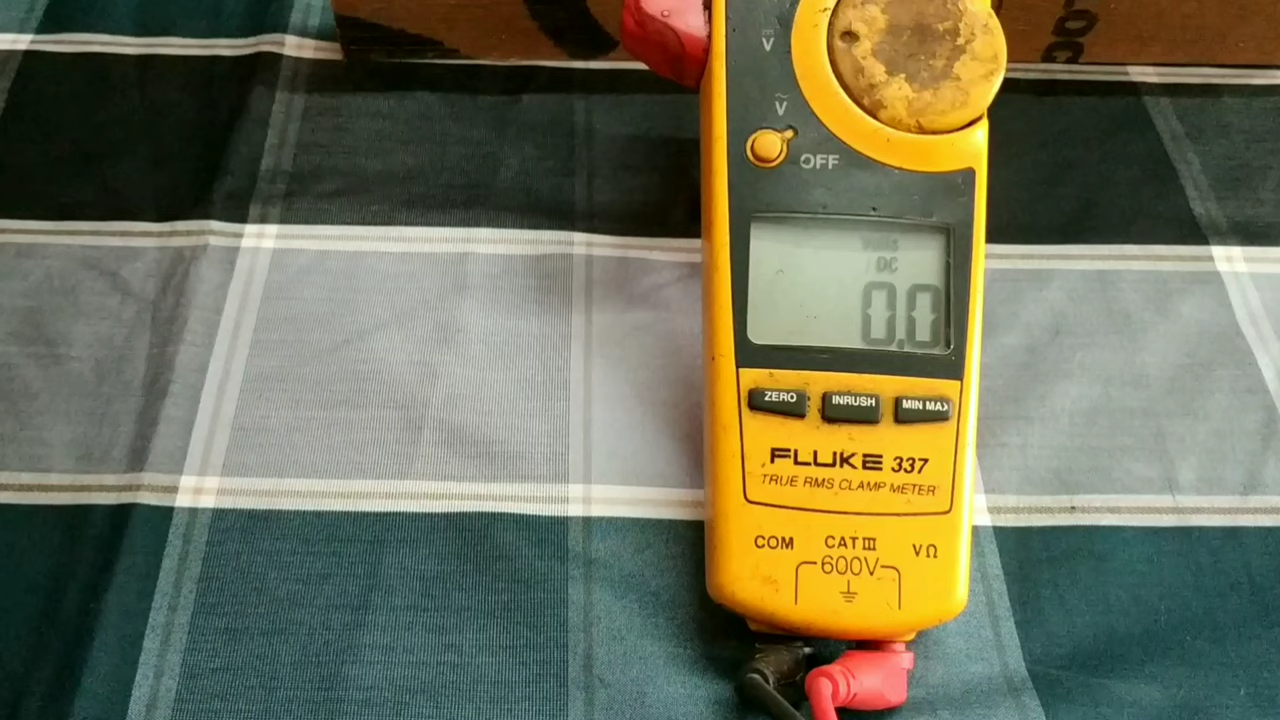 V
V
OFF
Volts
DC
0.0
ZERO
INRUSH
MIN MAX
FLUKE 337
TRUE RMS CLAMP METER
COM
CAT III
VΩ
600V